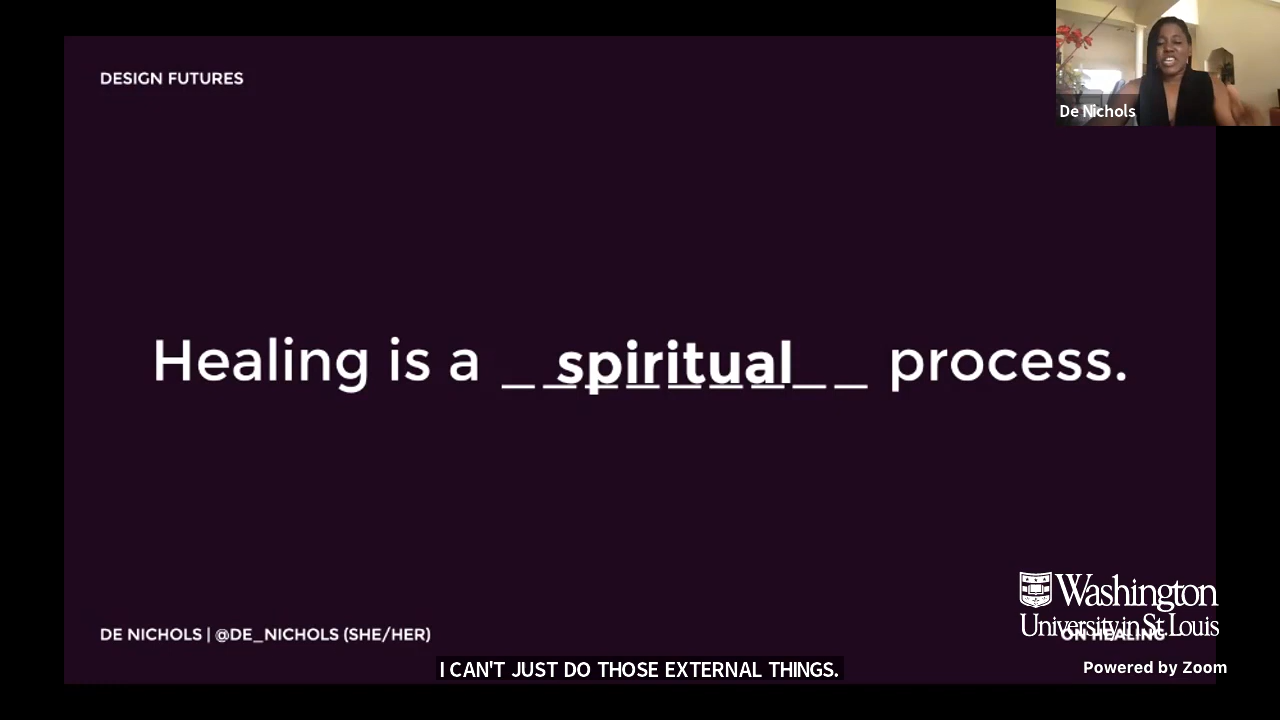 DESIGN FUTURES
De Nichols
Healing is a _ _ spiritual _ _ process.
Washington
University in St. Louis
DE NICHOLS | @DE_NICHOLS (SHE/HER)
ON HEALING
I CAN'T JUST DO THOSE EXTERNAL THINGS.
Powered by Zoom